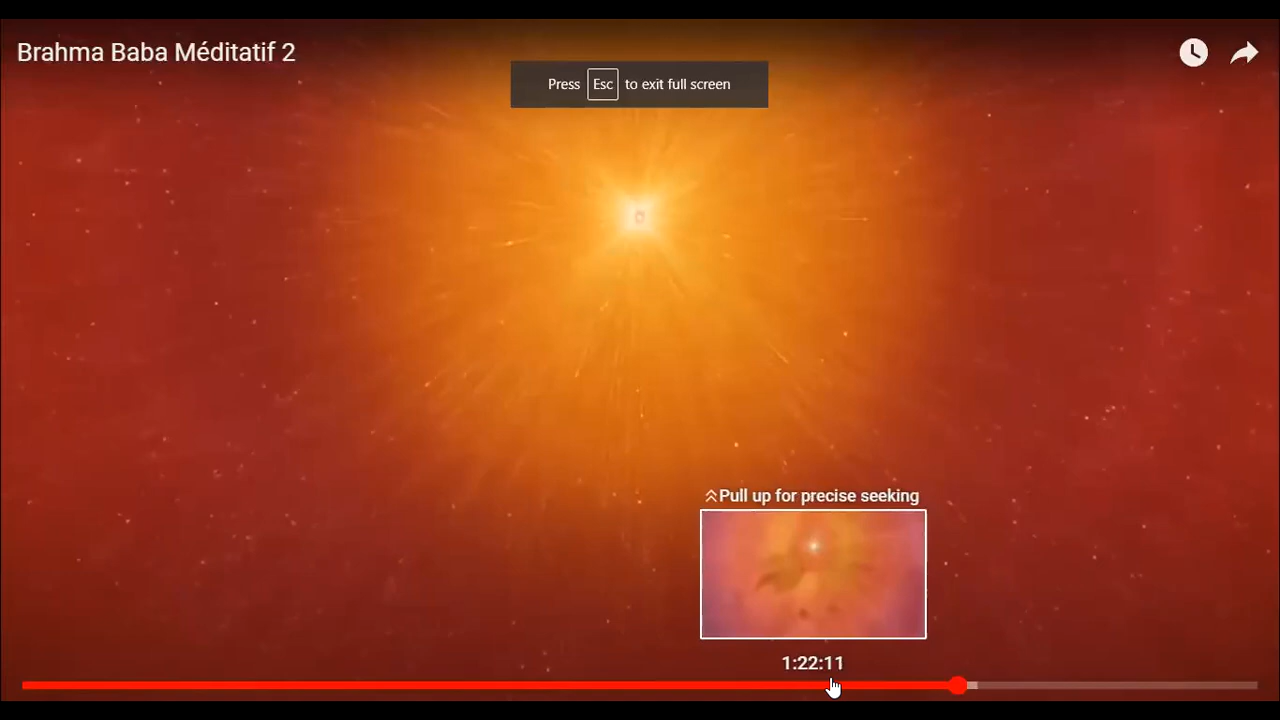 Brahma Baba Méditatif 2
Press Esc to exit full screen
Pull up for precise seeking
1:22:11